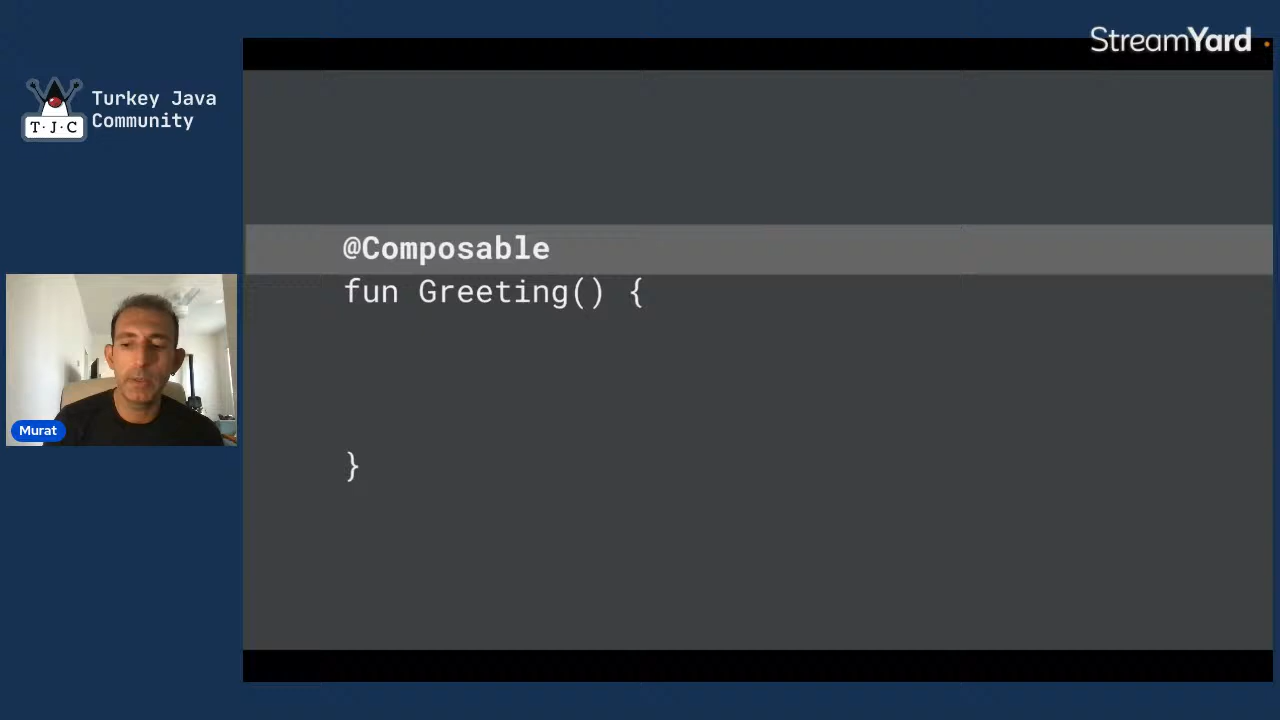 StreamYard
Turkey Java
Community
T·J·C
@Composable
fun Greeting() {
}
Murat